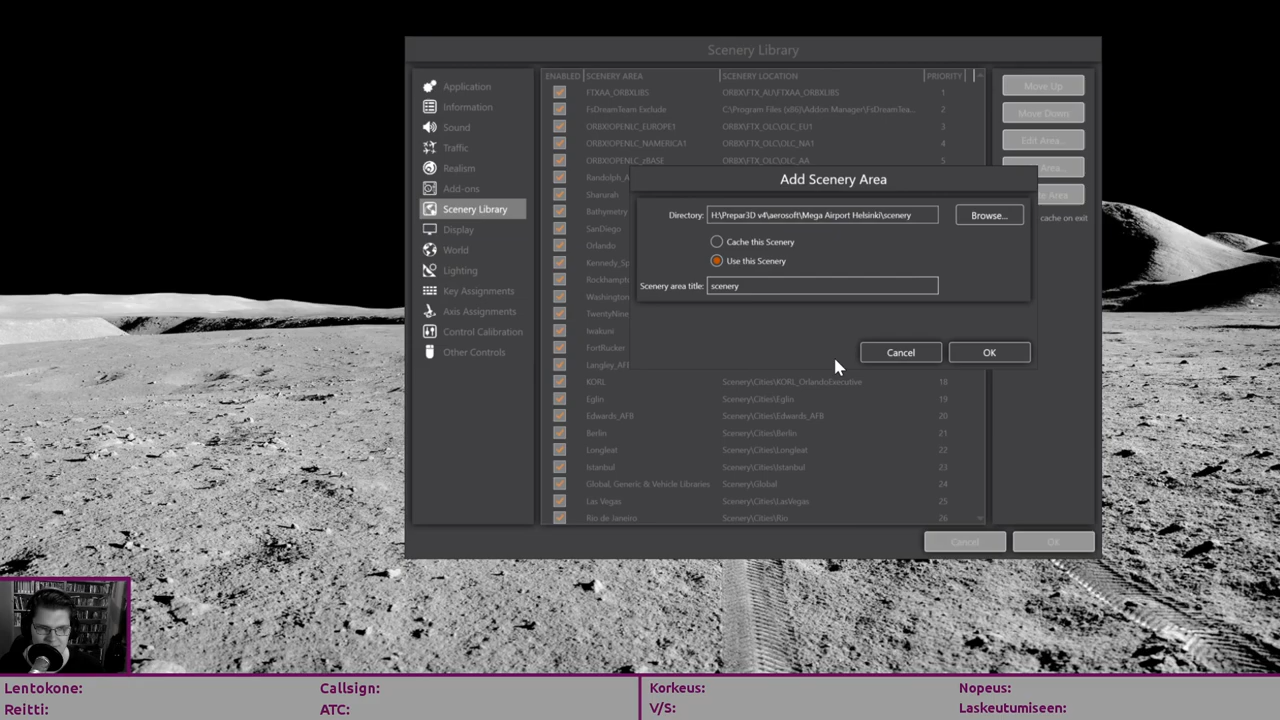 Scenery Library
Application
Information
Sound
Traffic
Realism
Add-ons
Scenery Library
Display
World
Lighting
Key Assignments
Axis Assignments
Control Calibration
Other Controls
ENABLED SCENERY AREA SCENERY LOCATION PRIORITY
FTXAA_ORBXLIBS ORBX\FTX_AU\FTXAA_ORBXLIBS 1
FsDreamTeam Exclude C:\Program Files (x86)\Addon Manager\FsDreamTea... 2
ORBX!OPENLC_EUROPE1 ORBX\FTX_OLC\OLC_EU1 3
ORBX!OPENLC_NAMERICA1 ORBX\FTX_OLC\OLC_NA1 4
ORBX!OPENLC_zBASE ORBX\FTX_OLC\OLC_AA 5
Randolph_A
Sharurah
Bathymetry
SanDiego
Orlando
Kennedy_Sp
Rockhampt
Washington
TwentyNine
Iwakuni
FortRucker
Langley_AF
KORL Scenery\Cities\KORL_OrlandoExecutive 18
Eglin Scenery\Cities\Eglin 19
Edwards_AFB Scenery\Cities\Edwards_AFB 20
Berlin Scenery\Cities\Berlin 21
Longleat Scenery\Cities\Longleat 22
Istanbul Scenery\Cities\Istanbul 23
Global, Generic & Vehicle Libraries Scenery\Global 24
Las Vegas Scenery\Cities\LasVegas 25
Rio de Janeiro Scenery\Cities\Rio 26
Move Up
Move Down
Edit Area...
Area...
te Area
cache on exit
Add Scenery Area
Directory: H:\Prepar3D v4\aerosoft\Mega Airport Helsinki\scenery Browse...
Cache this Scenery
Use this Scenery
Scenery area title: scenery
Cancel OK
Cancel OK
Lentokone: Callsign: Korkeus: Nopeus:
Reitti: ATC: V/S: Laskeutumiseen: